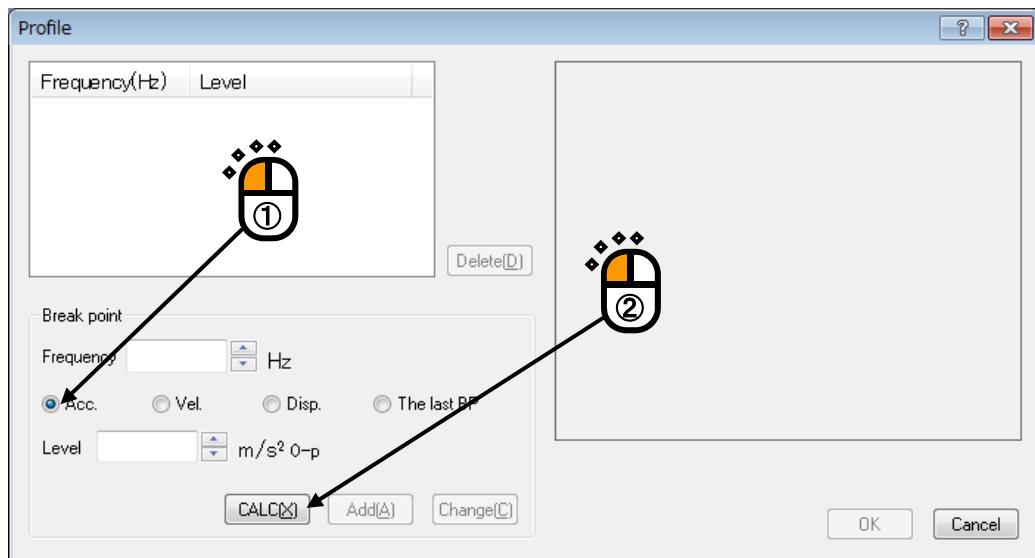 Profile
Frequency(Hz) Level
①
Delete(D)
②
Break point
Frequency Hz
Acc. Vel. Disp. The last BP
Level m/s² 0-p
CALC(X) Add(A) Change(C)
OK Cancel